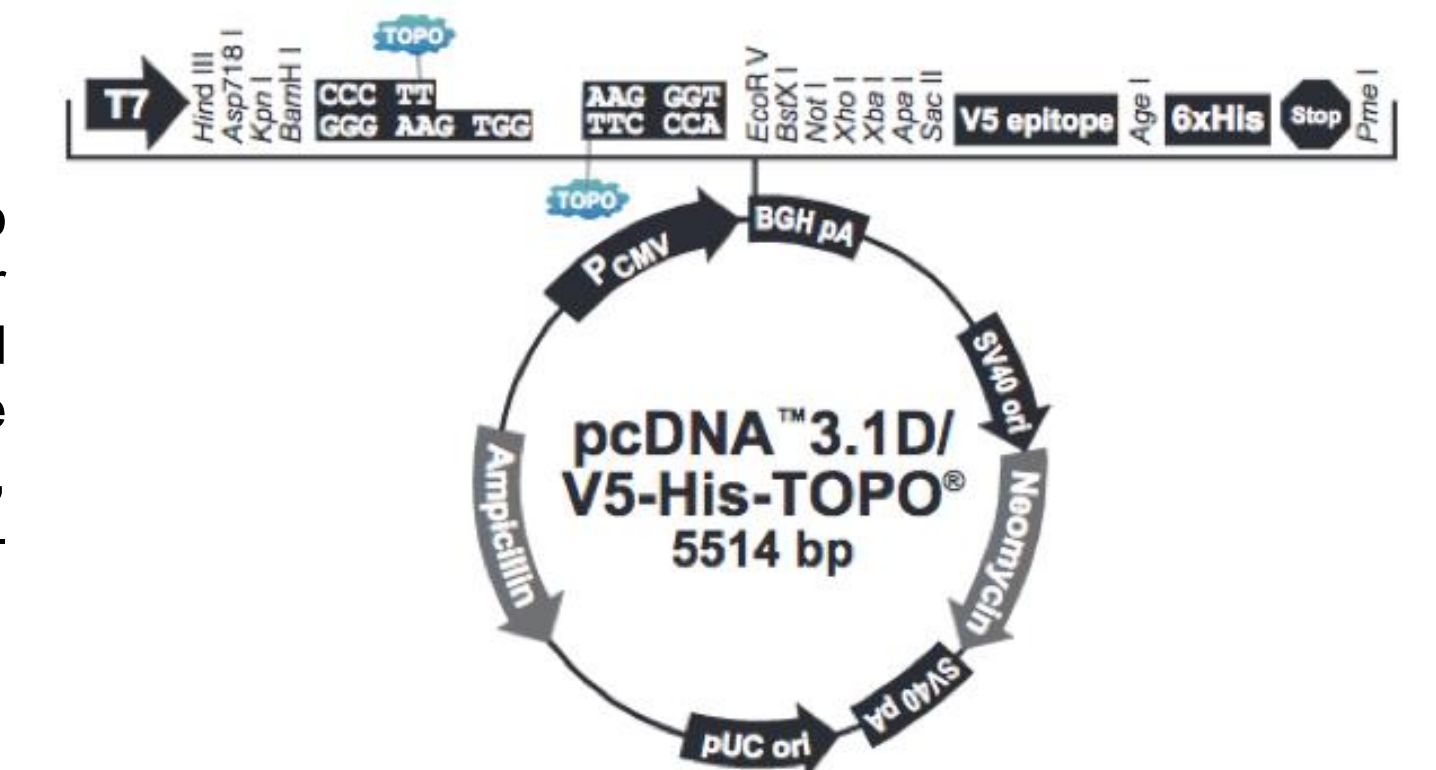 TOPO
T7
Hind III
Asp718 I
Kpn I
BamH I
CCC TT
GGG AAG TGG
AAG GGT
TTC CCA
EcoR V
BstX I
Not I
Xho I
Xba I
Apa I
Sac II
V5 epitope
Age I
6xHis
Stop
Pme I
TOPO
PCMV
BGH pA
SV40 ori
Neomycin
SV40 pA
pUC ori
Ampicillin
pcDNA™3.1D/
V5-His-TOPO®
5514 bp